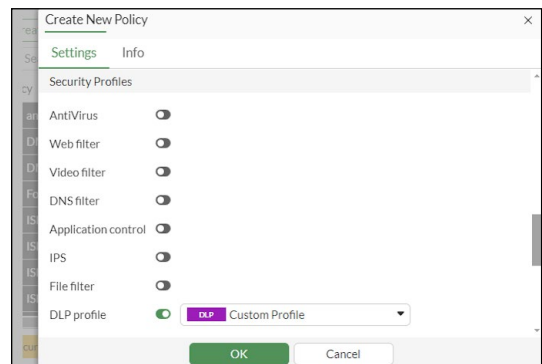 Create New Policy
Settings Info
Security Profiles
AntiVirus
Web filter
Video filter
DNS filter
Application control
IPS
File filter
DLP profile DLP Custom Profile
OK Cancel